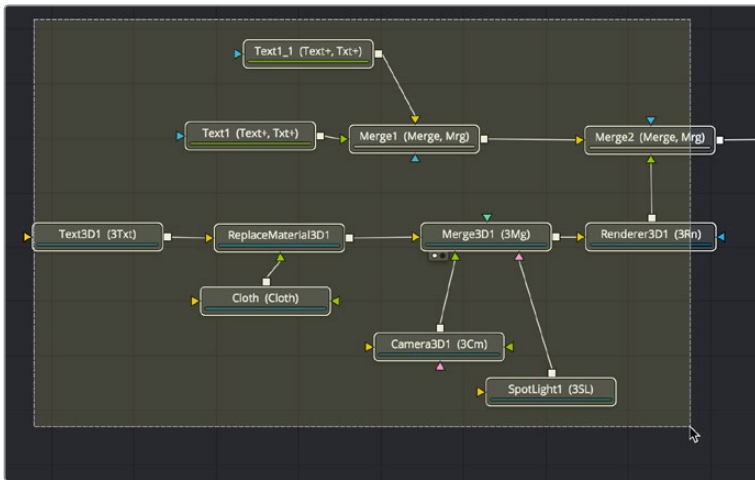 Text1_1 (Text+, Txt+)
Text1 (Text+, Txt+)
Merge1 (Merge, Mrg)
Merge2 (Merge, Mrg)
Text3D1 (3Txt)
ReplaceMaterial3D1
Merge3D1 (3Mg)
Renderer3D1 (3Rn)
Cloth (Cloth)
Camera3D1 (3Cm)
SpotLight1 (3SL)